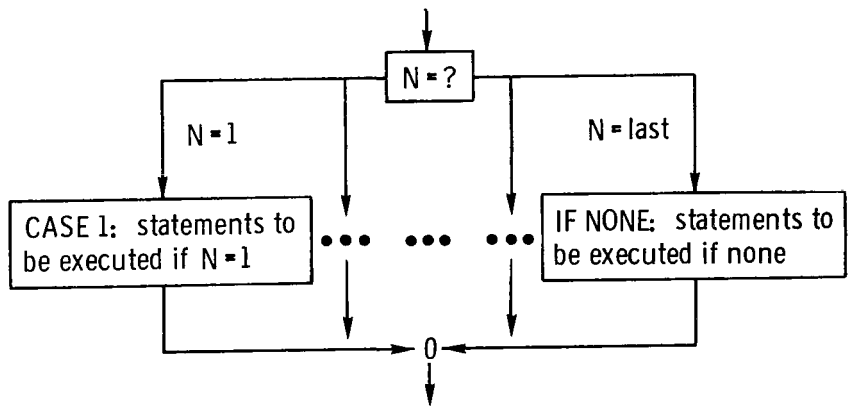 N = ?
N = 1
N = last
CASE 1: statements to
be executed if N = 1
IF NONE: statements to
be executed if none
0